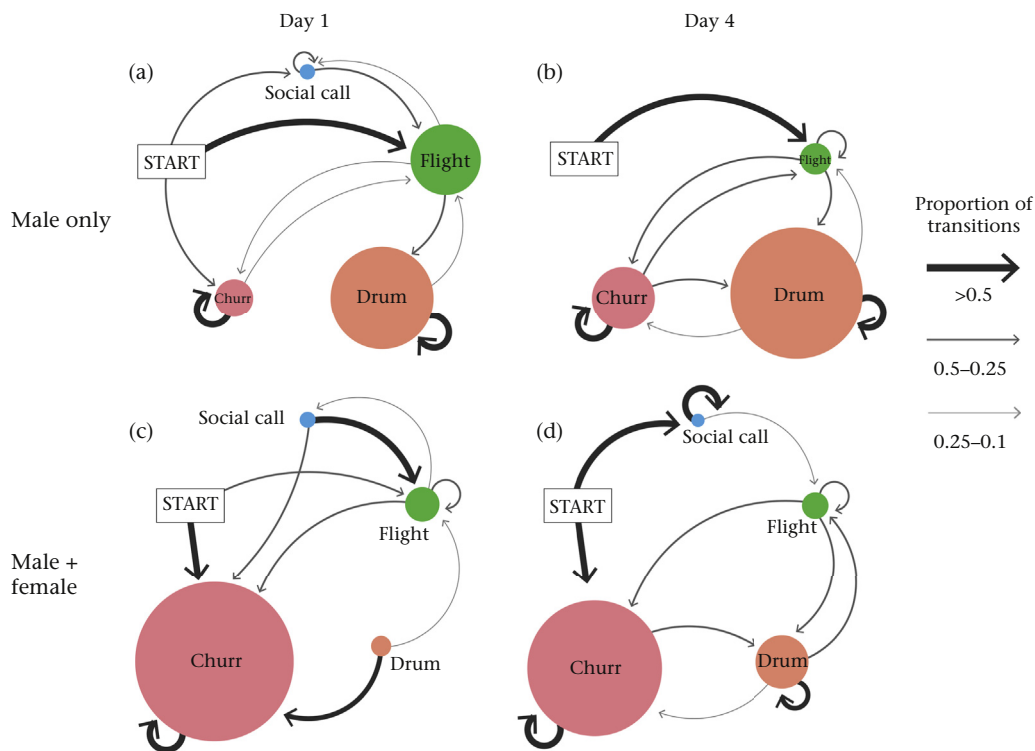 Day 1
Day 4
(a)
Social call
START
Flight
Churr
Drum
Male only
(b)
START
Flight
Churr
Drum
Proportion of
transitions
>0.5
0.5–0.25
0.25–0.1
(c)
Social call
START
Flight
Churr
Drum
Male +
female
(d)
Social call
START
Flight
Churr
Drum